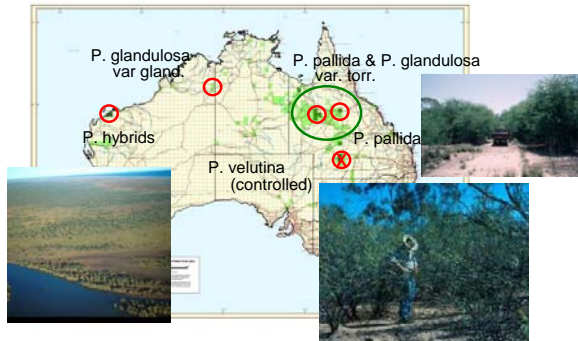 P. glandulosa
var gland.
P. pallida & P. glandulosa
var. torr.
P. hybrids
P. pallida
P. velutina
(controlled)